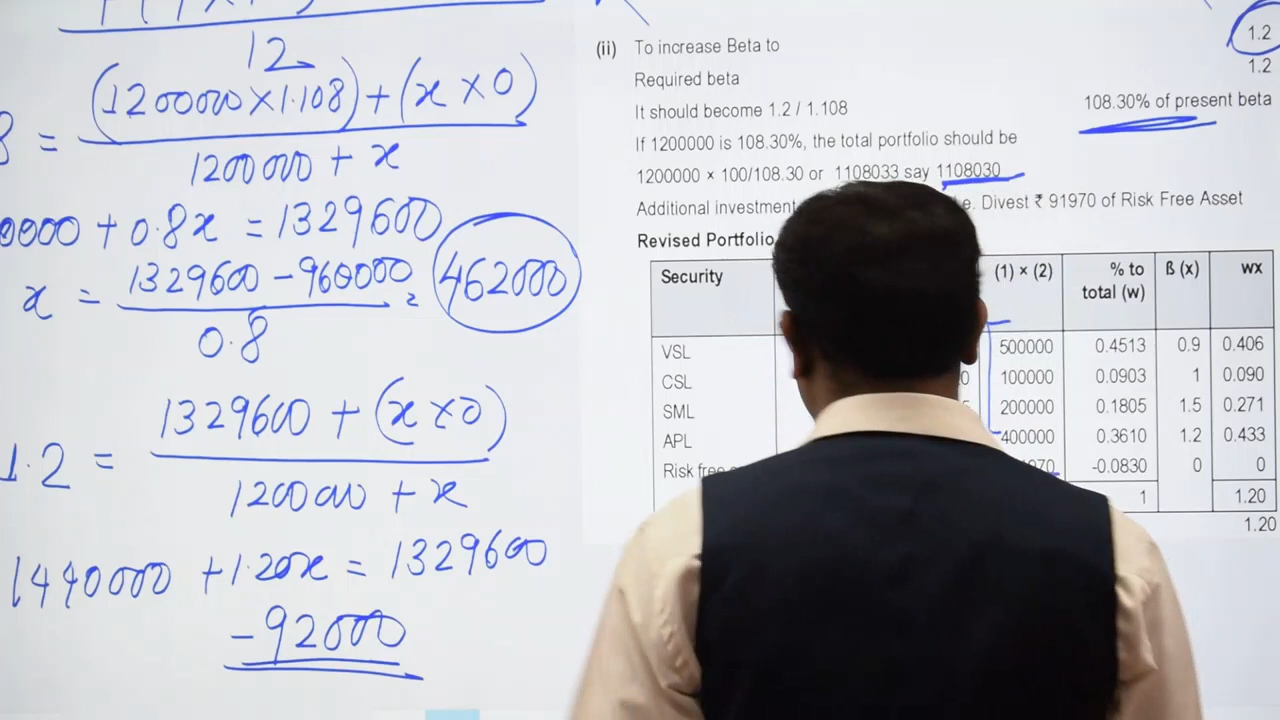 12
(1200000 × 1.108) + (x × 0)
8 =
1200000 + x
0000 + 0.8x = 1329600
x = 1329600 - 960000 = 462000
0.8
1.2 = 1329600 + (x × 0)
1200000 + x
1440000 + 1.20x = 1329600
-92000
(ii) To increase Beta to 1.2
Required beta 1.2
It should become 1.2 / 1.108 108.30% of present beta
If 1200000 is 108.30%, the total portfolio should be
1200000 × 100/108.30 or 1108033 say 1108030
Additional investment e. Divest ₹ 91970 of Risk Free Asset
Revised Portfolio
Security (1) × (2) % to total (w) ß (x) wx
VSL 500000 0.4513 0.9 0.406
CSL 0 100000 0.0903 1 0.090
SML 200000 0.1805 1.5 0.271
APL 400000 0.3610 1.2 0.433
Risk free 1970 -0.0830 0 0
1 1.20
1.20